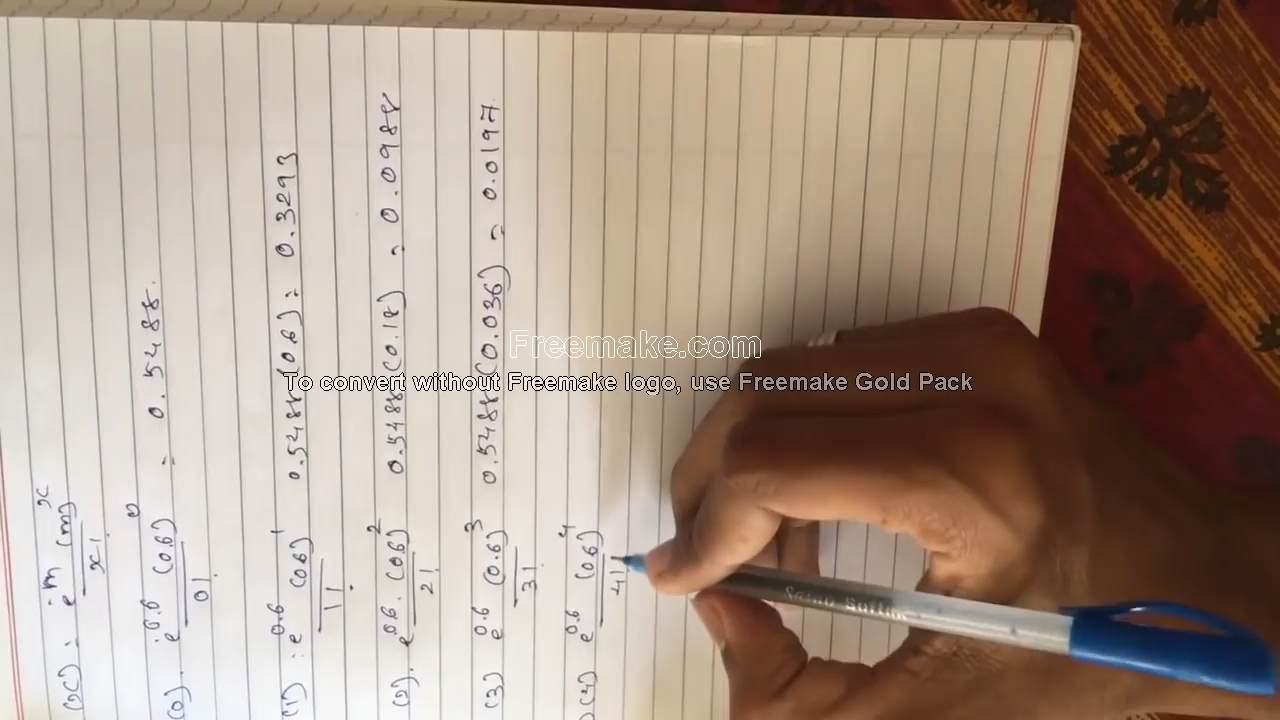 (x) = e^-m (m)^x / x!
(0) . e^-0.6 (0.6)^0 / 0! = 0.5488.
(1) : e^0.6 (0.6)^1 / 1! 0.5488(0.6) = 0.3293
(2). e^0.6 . (0.6)^2 / 2! 0.5488(0.18) = 0.0988
(3) e^0.6 (0.6)^3 / 3! 0.5488(0.036) = 0.0197.
(4) e^0.6 (0.6)^4 / 4!
Freemake.com
To convert without Freemake logo, use Freemake Gold Pack